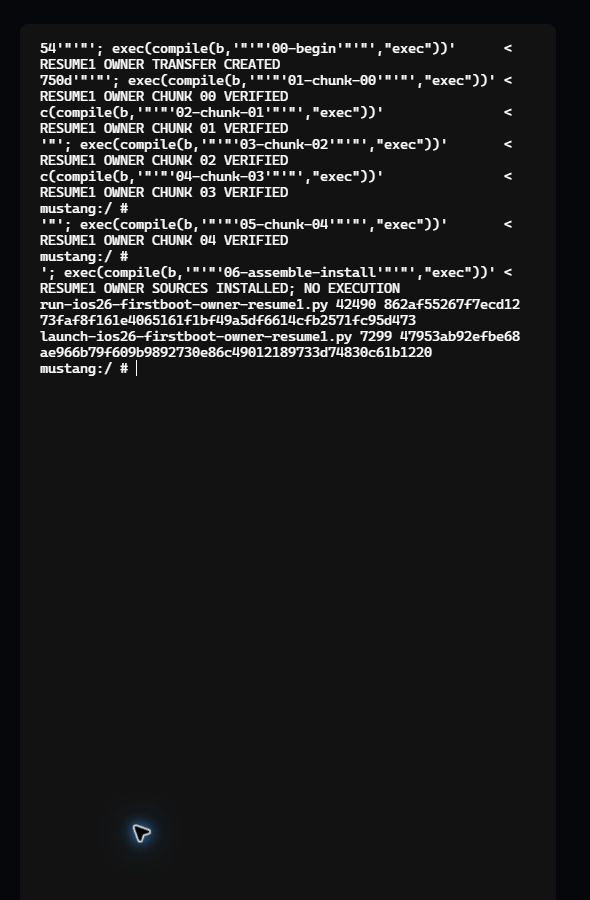 54'"'"'; exec(compile(b,'"'"'00-begin'"'"',"exec"))' <
RESUME1 OWNER TRANSFER CREATED
750d'"'"'; exec(compile(b,'"'"'01-chunk-00'"'"',"exec"))' <
RESUME1 OWNER CHUNK 00 VERIFIED
c(compile(b,'"'"'02-chunk-01'"'"',"exec"))' <
RESUME1 OWNER CHUNK 01 VERIFIED
'"'; exec(compile(b,'"'"'03-chunk-02'"'"',"exec"))' <
RESUME1 OWNER CHUNK 02 VERIFIED
c(compile(b,'"'"'04-chunk-03'"'"',"exec"))' <
RESUME1 OWNER CHUNK 03 VERIFIED
mustang:/ #
'"'; exec(compile(b,'"'"'05-chunk-04'"'"',"exec"))' <
RESUME1 OWNER CHUNK 04 VERIFIED
mustang:/ #
'; exec(compile(b,'"'"'06-assemble-install'"'"',"exec"))' <
RESUME1 OWNER SOURCES INSTALLED; NO EXECUTION
run-ios26-firstboot-owner-resume1.py 42490 862af55267f7ecd12
73faf8f161e4065161f1bf49a5df6614cfb2571fc95d473
launch-ios26-firstboot-owner-resume1.py 7299 47953ab92efbe68
ae966b79f609b9892730e86c49012189733d74830c61b1220
mustang:/ #